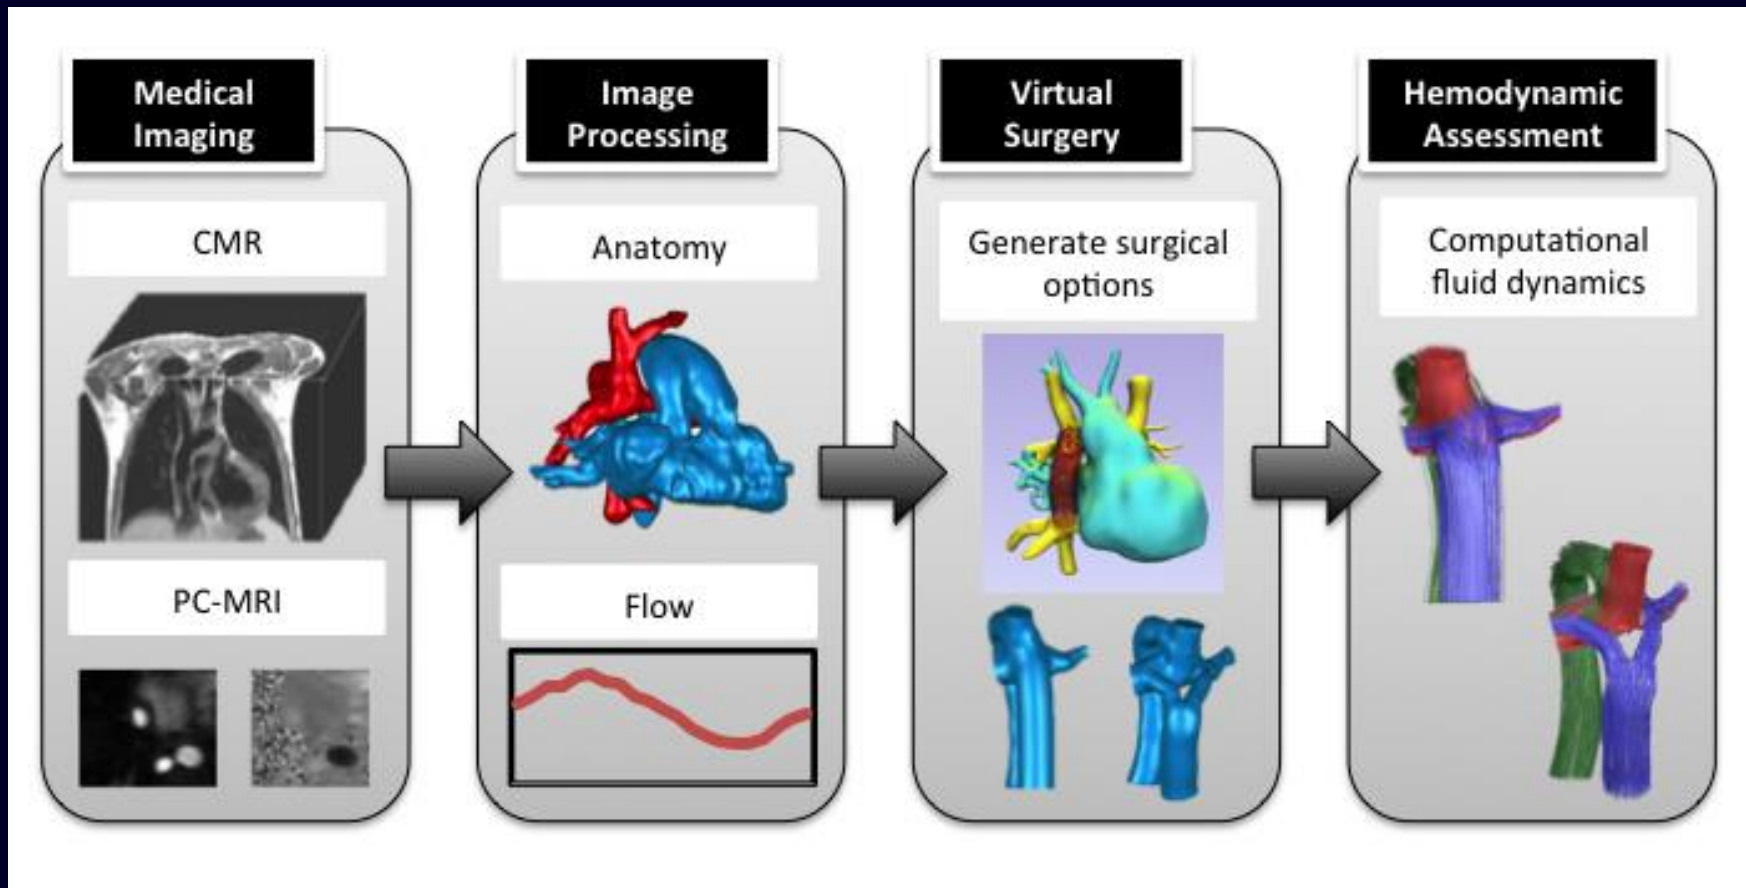 Medical
Imaging
CMR
PC-MRI
Image
Processing
Anatomy
Flow
Virtual
Surgery
Generate surgical
options
Hemodynamic
Assessment
Computational
fluid dynamics